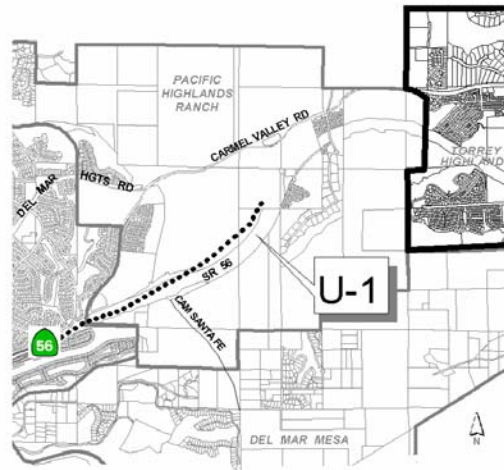 PACIFIC
HIGHLANDS
RANCH
CARMEL VALLEY RD
TORREY
HIGHLAND
DEL MAR
HGTS RD
SR 56
U-1
CAM SANTA FE
56
DEL MAR MESA
N